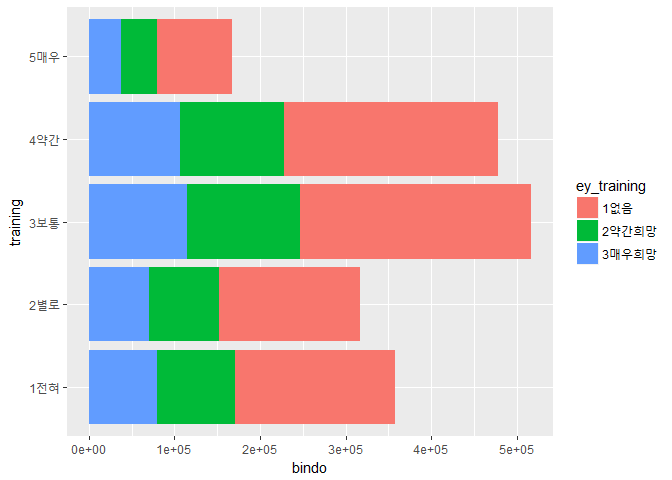 5매우
4약간
3보통
2별로
1전혀
training
0e+00
1e+05
2e+05
3e+05
4e+05
5e+05
bindo
ey_training
1없음
2약간희망
3매우희망